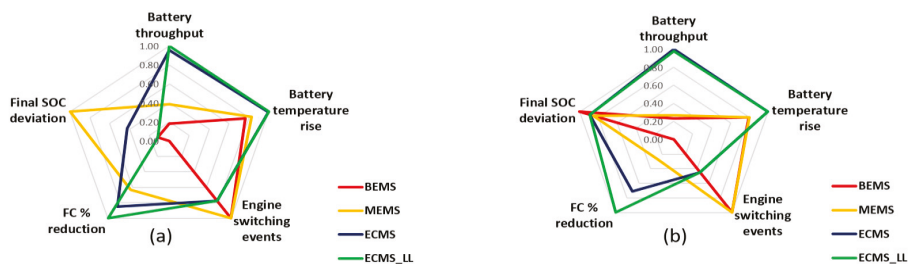 Battery
throughput
1.00
0.80
0.60
0.40
0.20
0.00
Final SOC
deviation
Battery
temperature
rise
FC %
reduction
Engine
switching
events
(a)
BEMS
MEMS
ECMS
ECMS_LL
Battery
throughput
1.00
0.80
0.60
0.40
0.20
0.00
Final SOC
deviation
Battery
temperature
rise
FC %
reduction
Engine
switching
events
(b)
BEMS
MEMS
ECMS
ECMS_LL